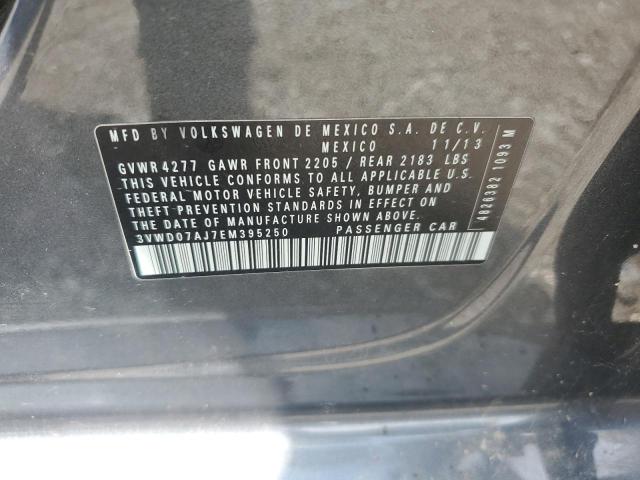 MFD BY VOLKSWAGEN DE MEXICO S.A. DE C.V.
MEXICO 11/13
GVWR 4277 GAWR FRONT 2205 / REAR 2183 LBS
THIS VEHICLE CONFORMS TO ALL APPLICABLE U.S.
FEDERAL MOTOR VEHICLE SAFETY, BUMPER AND
THEFT PREVENTION STANDARDS IN EFFECT ON
THE DATE OF MANUFACTURE SHOWN ABOVE.
3VWD07AJ7EM395250 PASSENGER CAR
4826382 1093 M